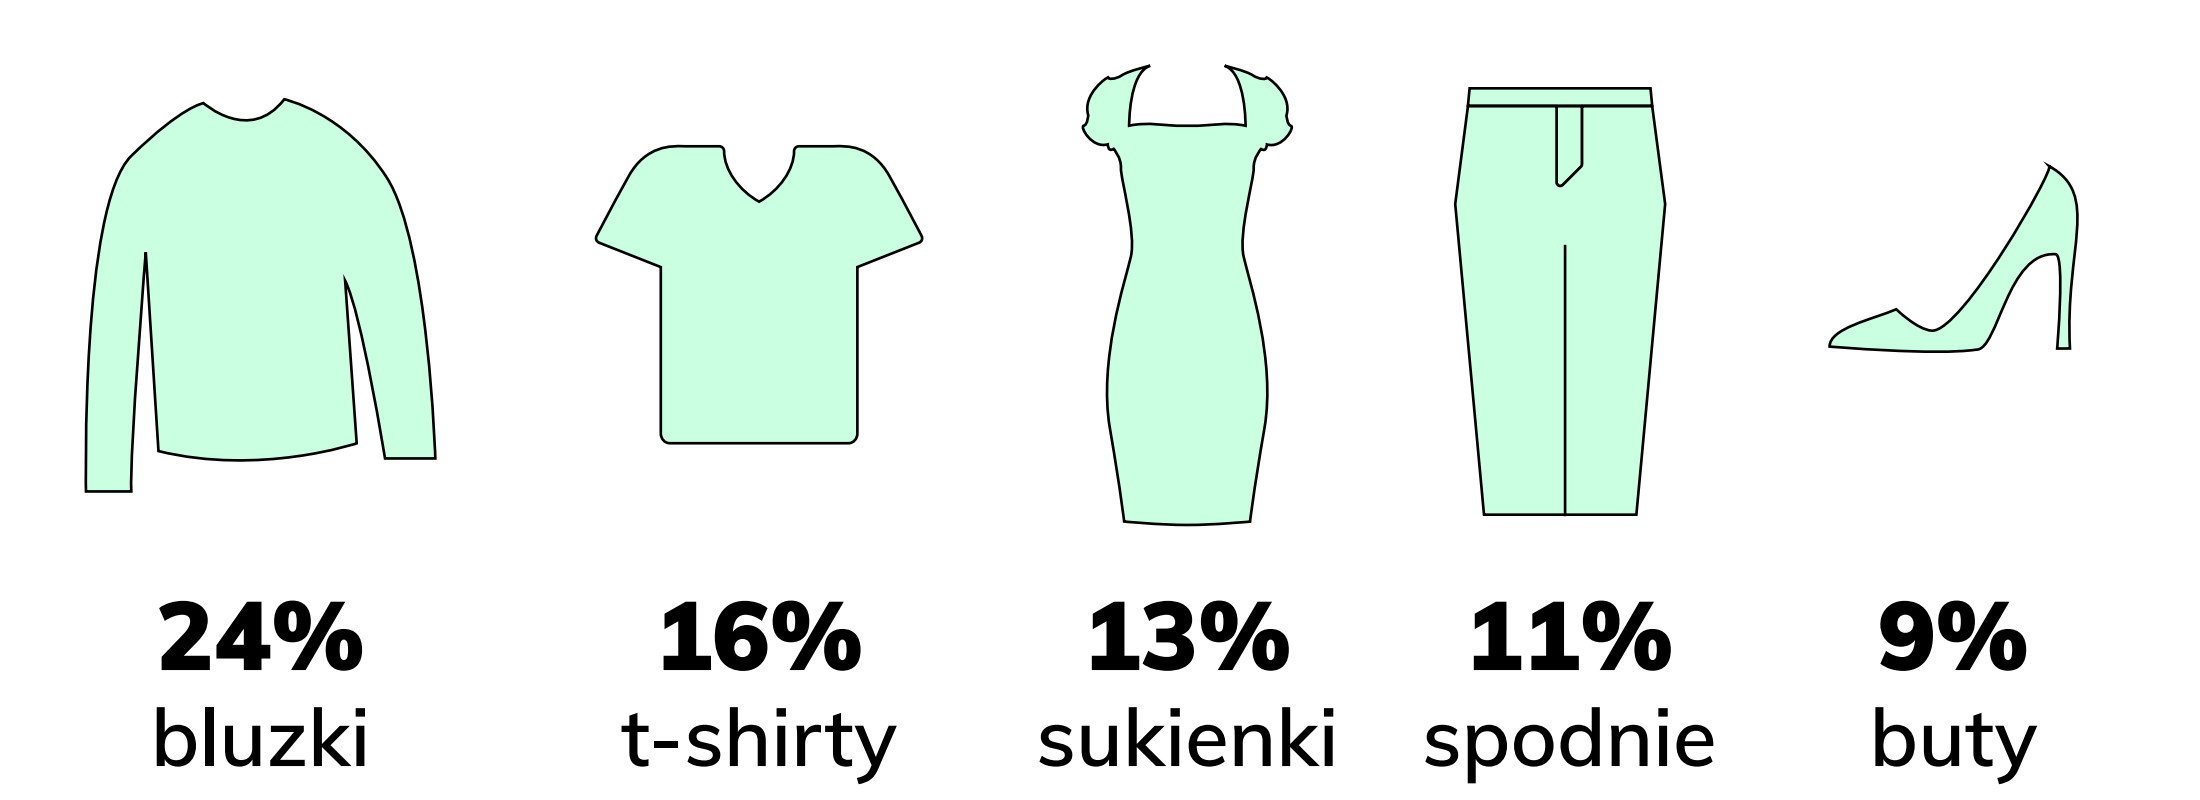 24% 16% 13% 11% 9%
bluzki t-shirty sukienki spodnie buty